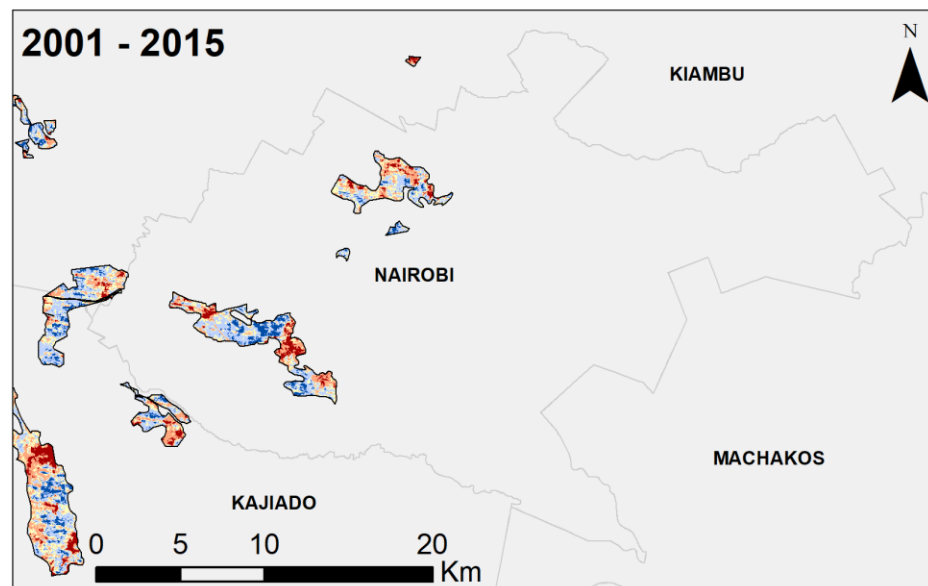 2001 - 2015
N
KIAMBU
NAIROBI
MACHAKOS
KAJIADO
0 5 10 20
Km